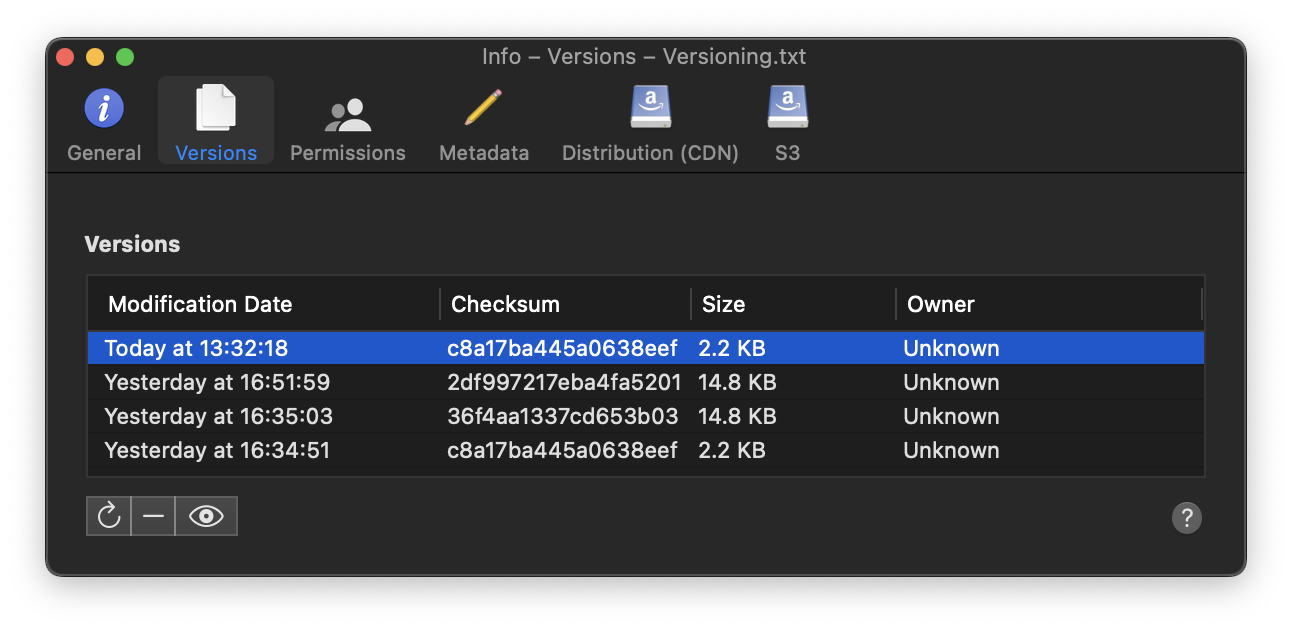 Info – Versions – Versioning.txt
General Versions Permissions Metadata Distribution (CDN) S3
Versions
Modification Date Checksum Size Owner
Today at 13:32:18 c8a17ba445a0638eef 2.2 KB Unknown
Yesterday at 16:51:59 2df997217eba4fa5201 14.8 KB Unknown
Yesterday at 16:35:03 36f4aa1337cd653b03 14.8 KB Unknown
Yesterday at 16:34:51 c8a17ba445a0638eef 2.2 KB Unknown
?